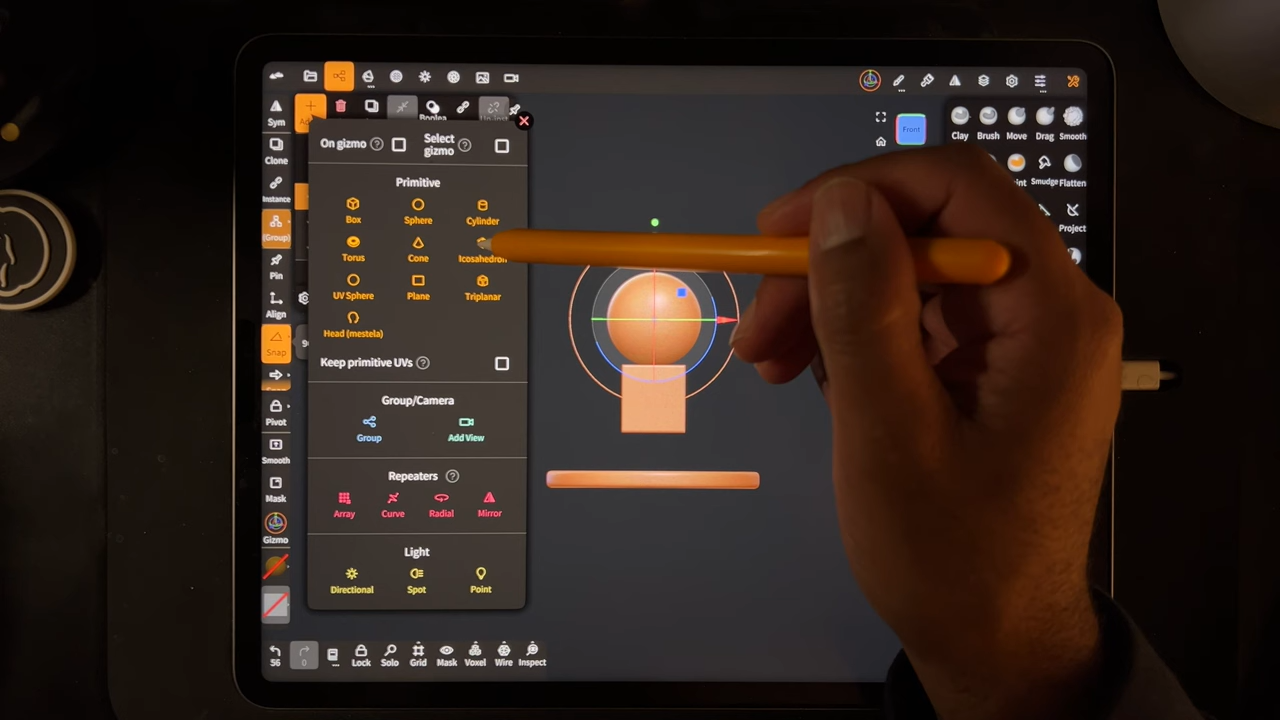 Sym
Clone
Instance
(Group)
Pin
Align
Snap
Pivot
Smooth
Mask
Gizmo
On gizmo ?
Select gizmo ?
Primitive
Box Sphere Cylinder
Torus Cone Icosahedron
UV Sphere Plane Triplanar
Head (mestela)
Keep primitive UVs ?
Group/Camera
Group Add View
Repeaters ?
Array Curve Radial Mirror
Light
Directional Spot Point
56 0 Lock Solo Grid Mask Voxel Wire Inspect
Front
Clay Brush Move Drag Smooth
Smudge Flatten
Project